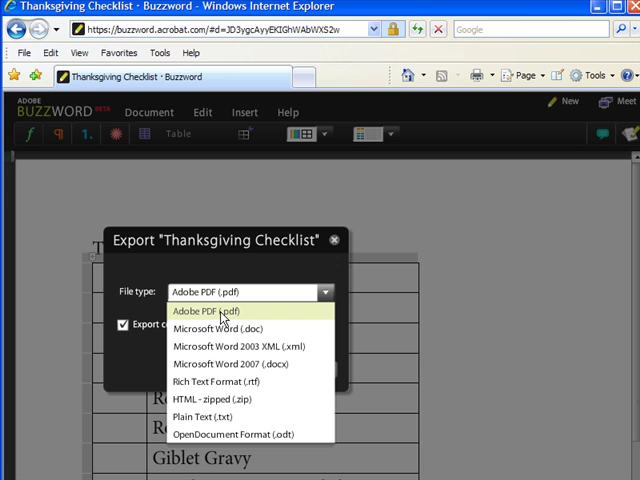 Thanksgiving Checklist - Buzzword - Windows Internet Explorer
https://buzzword.acrobat.com/#d=JD3ygcAyyEKIGhWAbWXS2w
Google
File Edit View Favorites Tools Help
Thanksgiving Checklist - Buzzword
Page Tools
ADOBE
BUZZWORD BETA Document Edit Insert Help
New Meet
Table
Export "Thanksgiving Checklist"
File type: Adobe PDF (.pdf)
Adobe PDF (.pdf)
Export
Microsoft Word (.doc)
Microsoft Word 2003 XML (.xml)
Microsoft Word 2007 (.docx)
Rich Text Format (.rtf)
HTML - zipped (.zip)
Plain Text (.txt)
OpenDocument Format (.odt)
Giblet Gravy